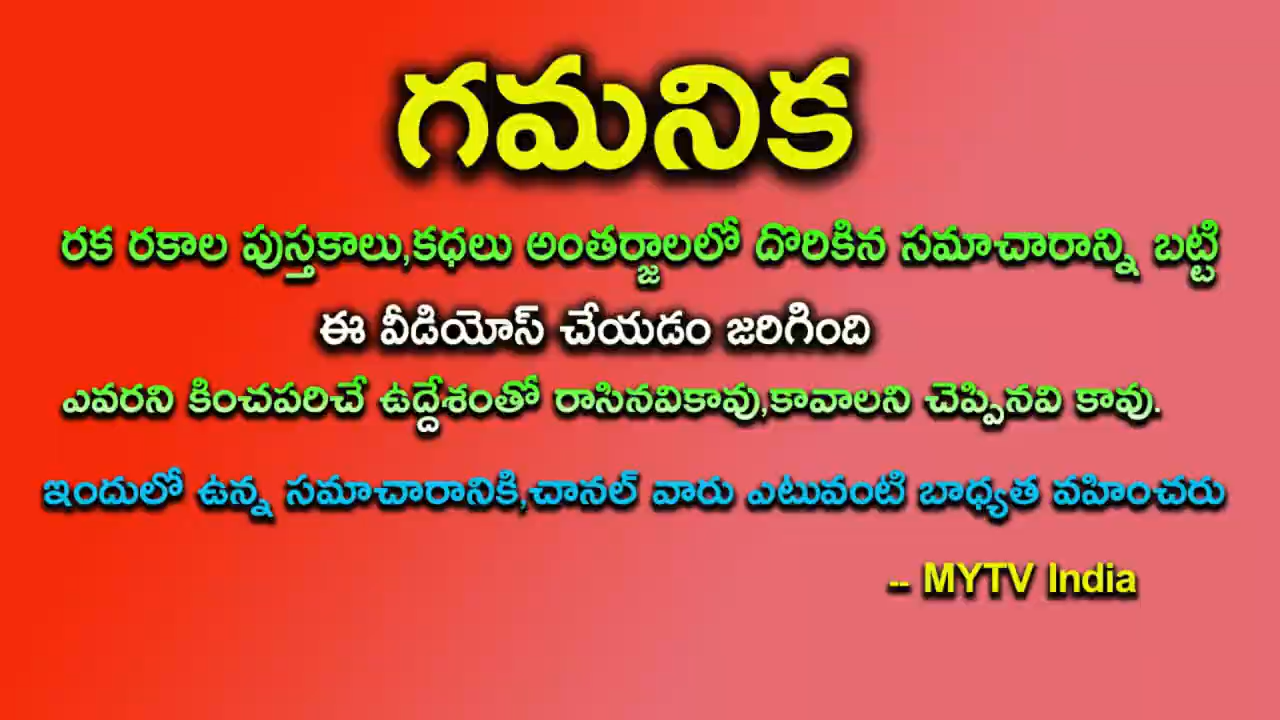 గమనిక
రక రకాల పుస్తకాలు,కధలు అంతర్జాలలో దొరికిన సమాచారాన్ని బట్టి
ఈ వీడియోస్ చేయడం జరిగింది
ఎవరని కించపరిచే ఉద్దేశంతో రాసినవికావు,కావాలని చెప్పినవి కావు.
ఇందులో ఉన్న సమాచారానికి,చానల్ వారు ఎటువంటి బాధ్యత వహించరు
-- MYTV India